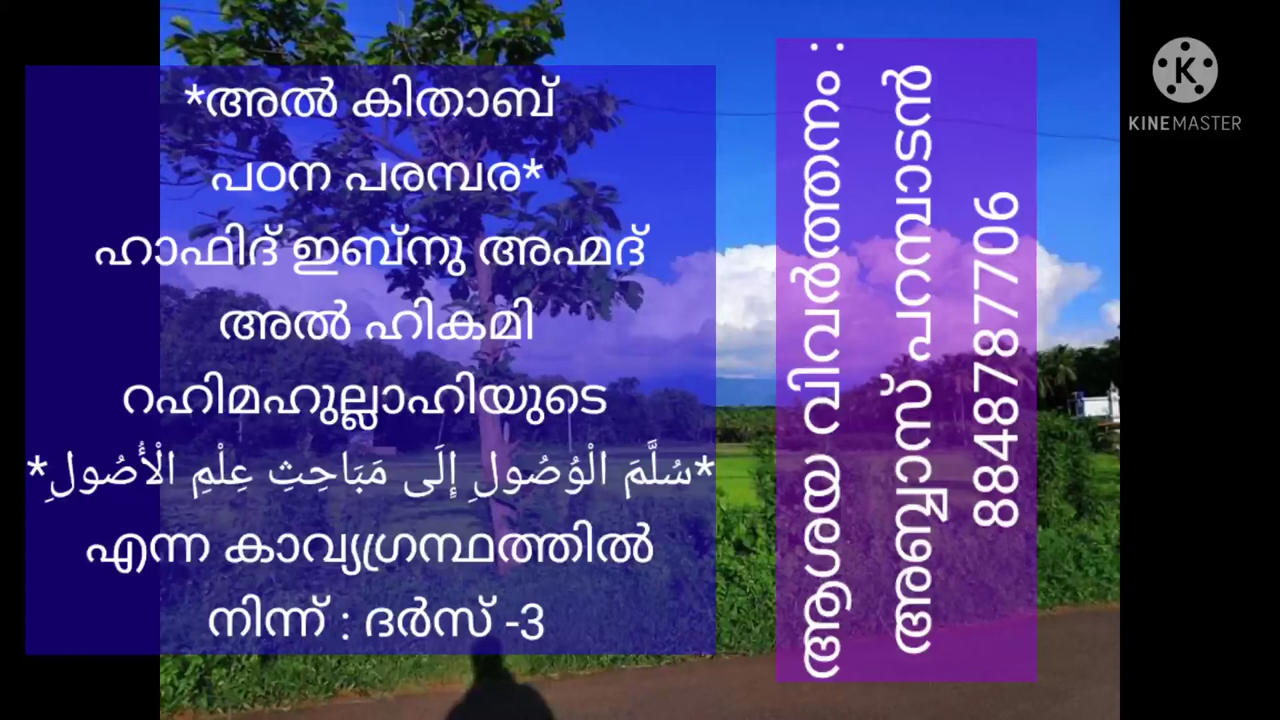 *അൽ കിതാബ്
പഠന പരമ്പര*
ഹാഫിദ് ഇബ്നു അഹ്മദ്
അൽ ഹികമി
റഹിമഹുല്ലാഹിയുടെ
*سُلَّمَ الْوُصُولِ إِلَى مَبَاحِثِ عِلْمِ الْأُصُولِ*
എന്ന കാവ്യഗ്രന്ഥത്തിൽ
നിന്ന് : ദർസ് -3
ആശയ വിവർത്തനം :
അബ്ബാസ് പറമ്പാടൻ
8848787706
KINEMASTER